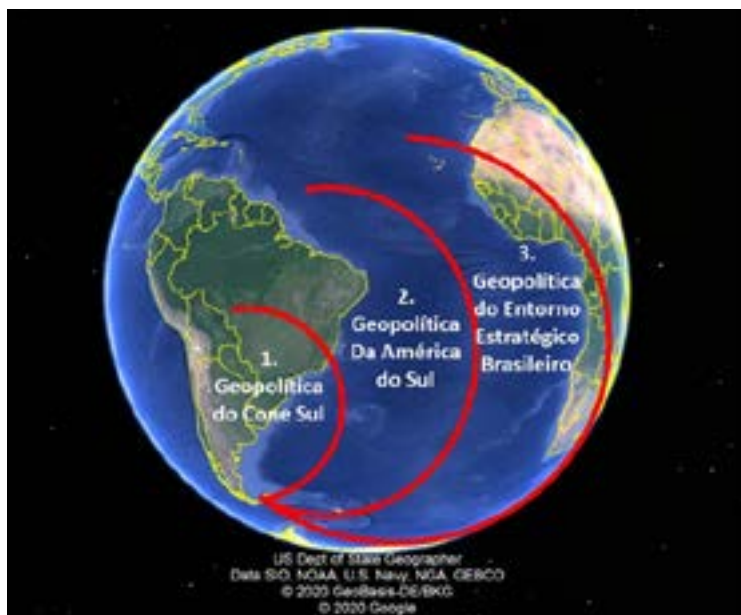 1.
Geopolítica
do Cone Sul
2.
Geopolítica
Da América
do Sul
3.
Geopolítica
do Entorno
Estratégico
Brasileiro
US Dept of State Geographer
Data SIO, NOAA, U.S. Navy, NGA, GEBCO
© 2020 GeoBasis-DE/BKG
© 2020 Google